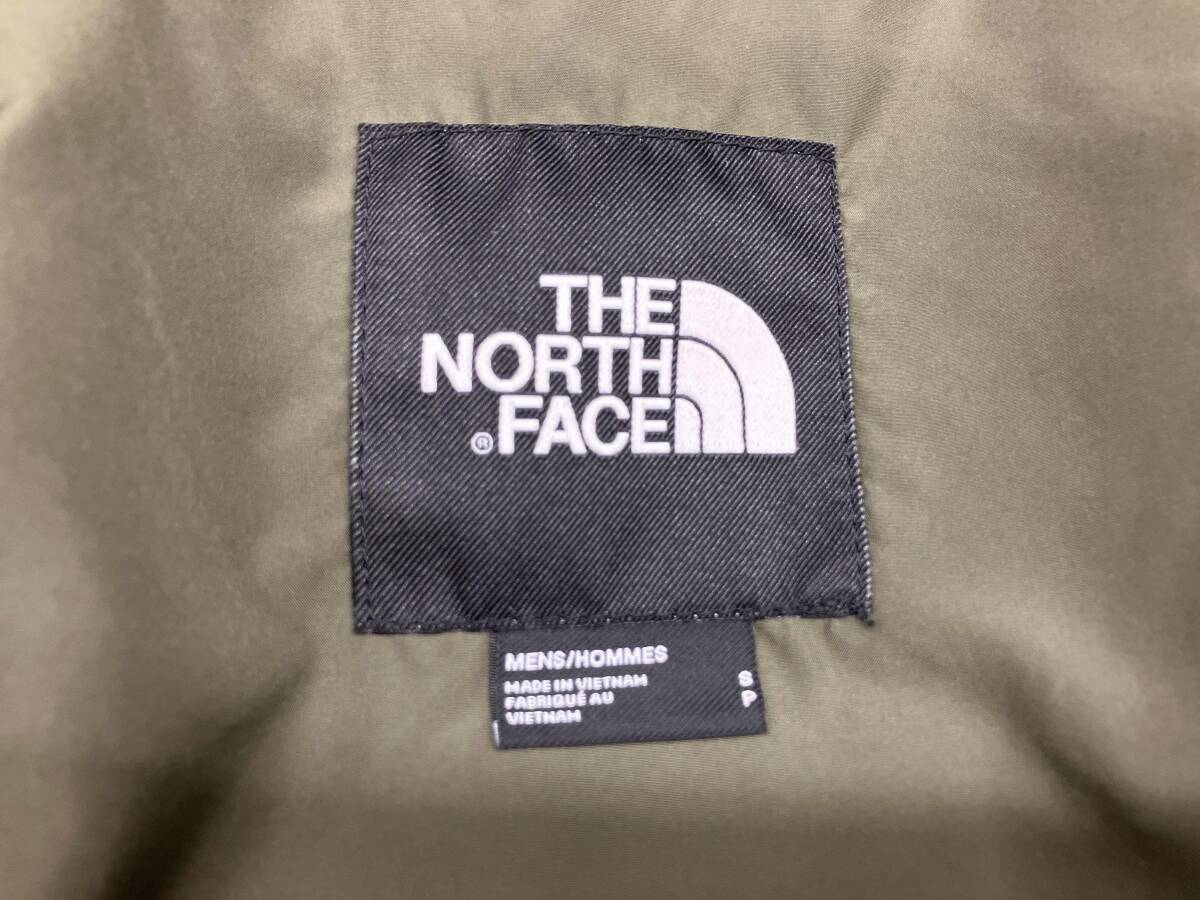 THE
NORTH
®FACE
MENS/HOMMES
MADE IN VIETNAM
FABRIQUÉ AU
VIETNAM
S
P